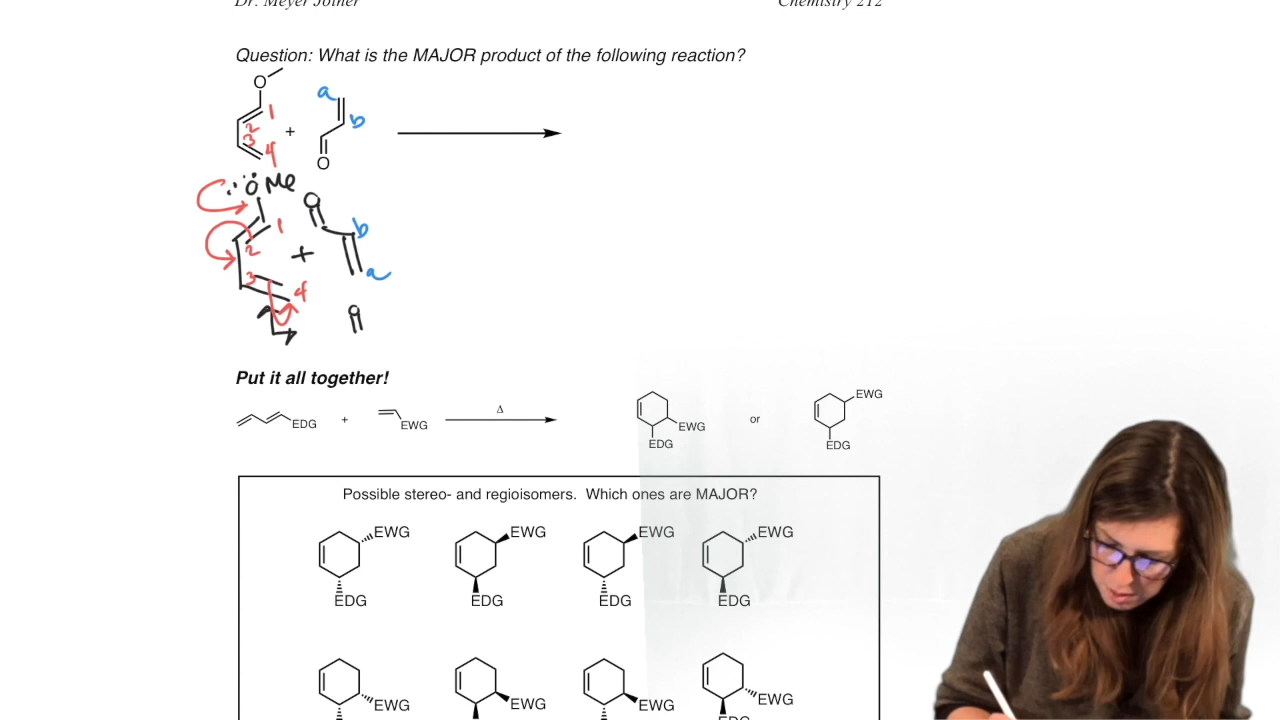 Dr. Meyer Joiner Chemistry 212
Question: What is the MAJOR product of the following reaction?
O
a
1
2
b
+
3
4
O
:ÖMe
O
1
b
2
+
3
a
4
O
Put it all together!
EDG + EWG Δ EWG EDG or EWG EDG
Possible stereo- and regioisomers. Which ones are MAJOR?
EWG EWG EWG EWG
EDG EDG EDG EDG
EWG EWG EWG EWG
EDG